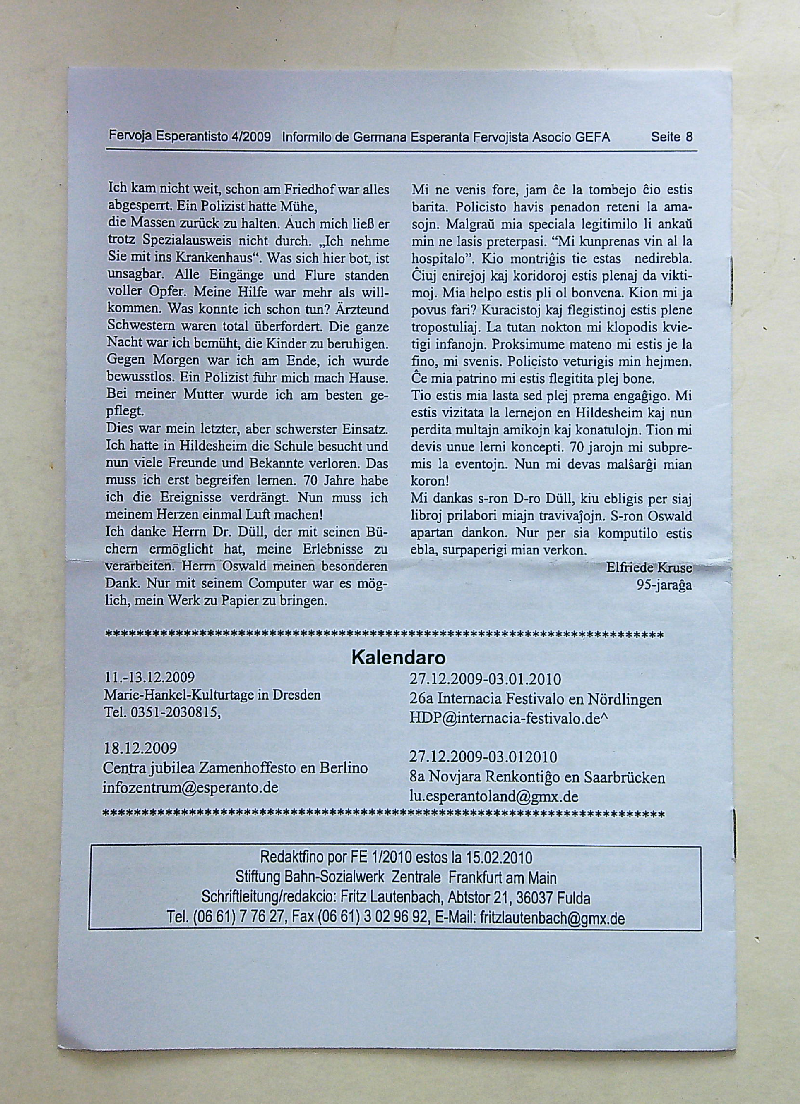 Fervoja Esperantisto 4/2009 Informilo de Germana Esperanta Fervojista Asocio GEFA Seite 8
Ich kam nicht weit, schon am Friedhof war alles
abgesperrt. Ein Polizist hatte Mühe,
die Massen zurück zu halten. Auch mich ließ er
trotz Spezialausweis nicht durch. „Ich nehme
Sie mit ins Krankenhaus“. Was sich hier bot, ist
unsagbar. Alle Eingänge und Flure standen
voller Opfer. Meine Hilfe war mehr als will-
kommen. Was konnte ich schon tun? Ärzteund
Schwestern waren total überfordert. Die ganze
Nacht war ich bemüht, die Kinder zu beruhigen.
Gegen Morgen war ich am Ende, ich wurde
bewusstlos. Ein Polizist fuhr mich mach Hause.
Bei meiner Mutter wurde ich am besten ge-
pflegt.
Dies war mein letzter, aber schwerster Einsatz.
Ich hatte in Hildesheim die Schule besucht und
nun viele Freunde und Bekannte verloren. Das
muss ich erst begreifen lernen. 70 Jahre habe
ich die Ereignisse verdrängt. Nun muss ich
meinem Herzen einmal Luft machen!
Ich danke Herrn Dr. Düll, der mit seinen Bü-
chern ermöglicht hat, meine Erlebnisse zu
verarbeiten. Herrn Oswald meinen besonderen
Dank. Nur mit seinem Computer war es mög-
lich, mein Werk zu Papier zu bringen.
Mi ne venis fore, jam ĉe la tombejo ĉio estis
barita. Policisto havis penadon reteni la ama-
sojn. Malgraŭ mia speciala legitimilo li ankaŭ
min ne lasis preterpasi. “Mi kunprenas vin al la
hospitalo”. Kio montriĝis tie estas nedirebla.
Ĉiuj enirejoj kaj koridoroj estis plenaj da vikti-
moj. Mia helpo estis pli ol bonvena. Kion mi ja
povus fari? Kuracistoj kaj flegistinoj estis plene
tropostuliaj. La tutan nokton mi klopodis kvie-
tigi infanojn. Proksimume mateno mi estis je la
fino, mi svenis. Policisto veturigis min hejmen.
Ĉe mia patrino mi estis flegitita plej bone.
Tio estis mia lasta sed plej prema engaĝigo. Mi
estis vizitata la lernejon en Hildesheim kaj nun
perdita multajn amikojn kaj konatulojn. Tion mi
devis unue lerni koncepti. 70 jarojn mi subpre-
mis la eventojn. Nun mi devas malŝarĝi mian
koron!
Mi dankas s-ron D-ro Düll, kiu ebligis per siaj
libroj prilabori miajn travivaĵojn. S-ron Oswald
apartan dankon. Nur per sia komputilo estis
ebla, surpaperigi mian verkon.
Elfriede Kruse
95-jaraĝa
************************************************************************
Kalendaro
11.-13.12.2009
Marie-Hankel-Kulturtage in Dresden
Tel. 0351-2030815,
18.12.2009
Centra jubilea Zamenhoffesto en Berlino
infozentrum@esperanto.de
27.12.2009-03.01.2010
26a Internacia Festivalo en Nördlingen
HDP@internacia-festivalo.de^
27.12.2009-03.012010
8a Novjara Renkontiĝo en Saarbrücken
lu.esperantoland@gmx.de
************************************************************************
Redaktfino por FE 1/2010 estos la 15.02.2010
Stiftung Bahn-Sozialwerk Zentrale Frankfurt am Main
Schriftleitung/redakcio: Fritz Lautenbach, Abtstor 21, 36037 Fulda
Tel. (06 61) 7 76 27, Fax (06 61) 3 02 96 92, E-Mail: fritzlautenbach@gmx.de